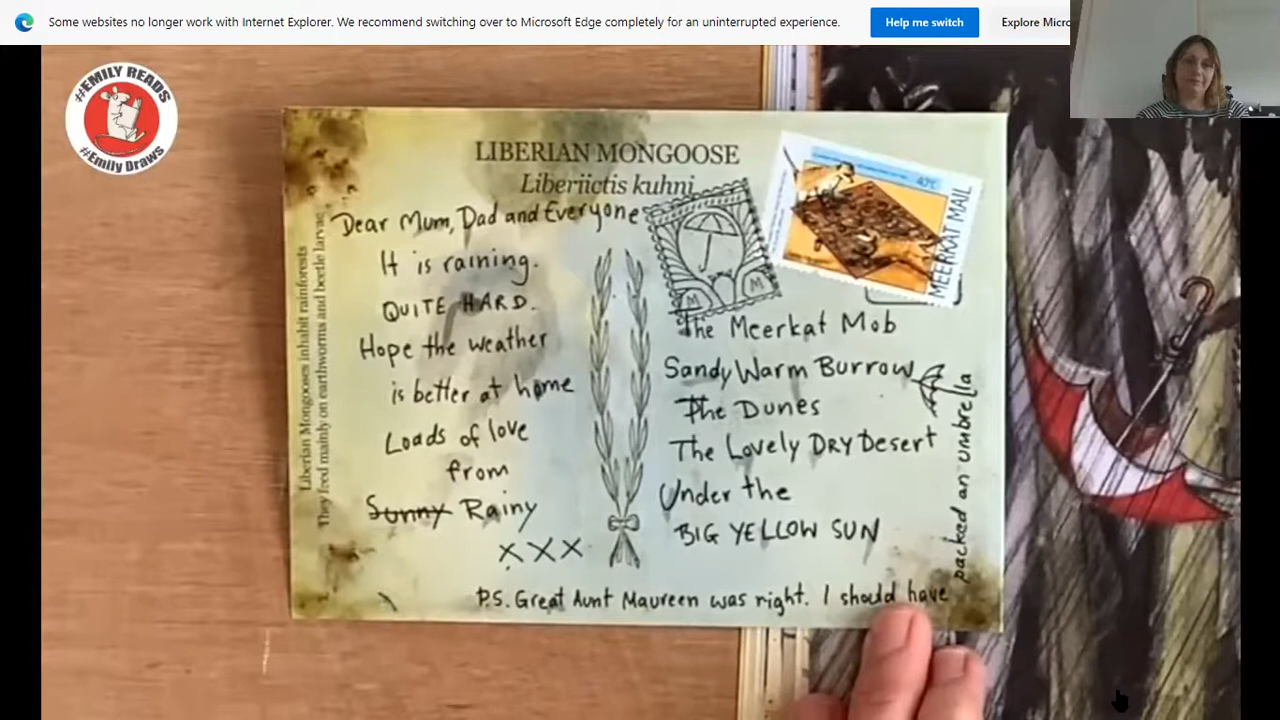 Some websites no longer work with Internet Explorer. We recommend switching over to Microsoft Edge completely for an uninterrupted experience.
Help me switch
Explore Micro
#EMILY READS
#Emily Draws
LIBERIAN MONGOOSE
Liberiictis kuhni
Liberian Mongooses inhabit rainforests
They feed mainly on earthworms and beetle larvae
Dear Mum, Dad and Everyone
It is raining.
QUITE HARD.
Hope the weather
is better at home
Loads of love
from
Sunny Rainy
XXX
M M
40c
MEERKAT MAIL
The Meerkat Mob
Sandy Warm Burrow
The Dunes
The Lovely DRY Desert
Under the
BIG YELLOW SUN
P.S. Great Aunt Maureen was right. I should have
packed an umbrella